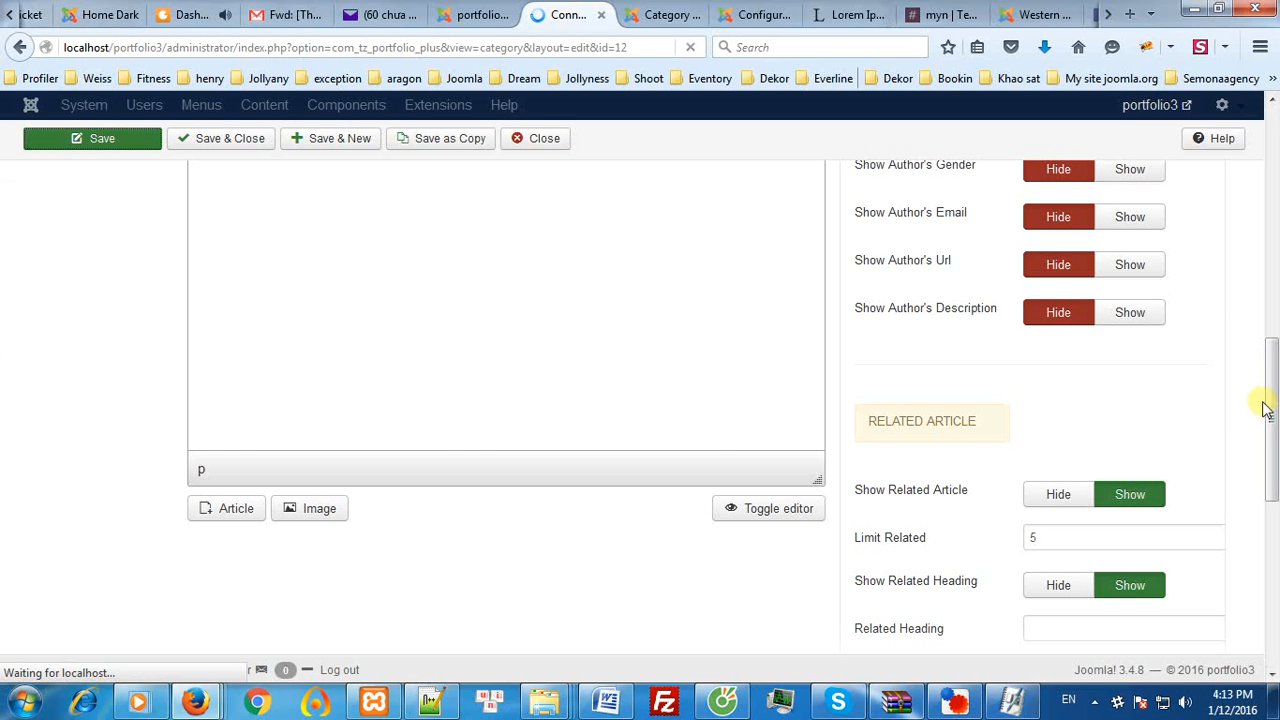 icket
Home Dark
Dash...
Fwd: [Th...
(60 chưa ...
portfolio...
Conn...
Category ...
Configur...
Lorem Ip...
myn | Te...
Western ...
localhost/portfolio3/administrator/index.php?option=com_tz_portfolio_plus&view=category&layout=edit&id=12
Search
Profiler
Weiss
Fitness
henry
Jollyany
exception
aragon
Joomla
Dream
Jollyness
Shoot
Eventory
Dekor
Everline
Dekor
Bookin
Khao sat
My site joomla.org
Semonaagency
System
Users
Menus
Content
Components
Extensions
Help
portfolio3
Save
Save & Close
Save & New
Save as Copy
Close
Help
Show Author's Gender
Hide
Show
Show Author's Email
Hide
Show
Show Author's Url
Hide
Show
Show Author's Description
Hide
Show
RELATED ARTICLE
p
Show Related Article
Hide
Show
Article
Image
Toggle editor
Limit Related
5
Show Related Heading
Hide
Show
Related Heading
Waiting for localhost...
r
0
Log out
Joomla! 3.4.8 — © 2016 portfolio3
EN
4:13 PM
1/12/2016